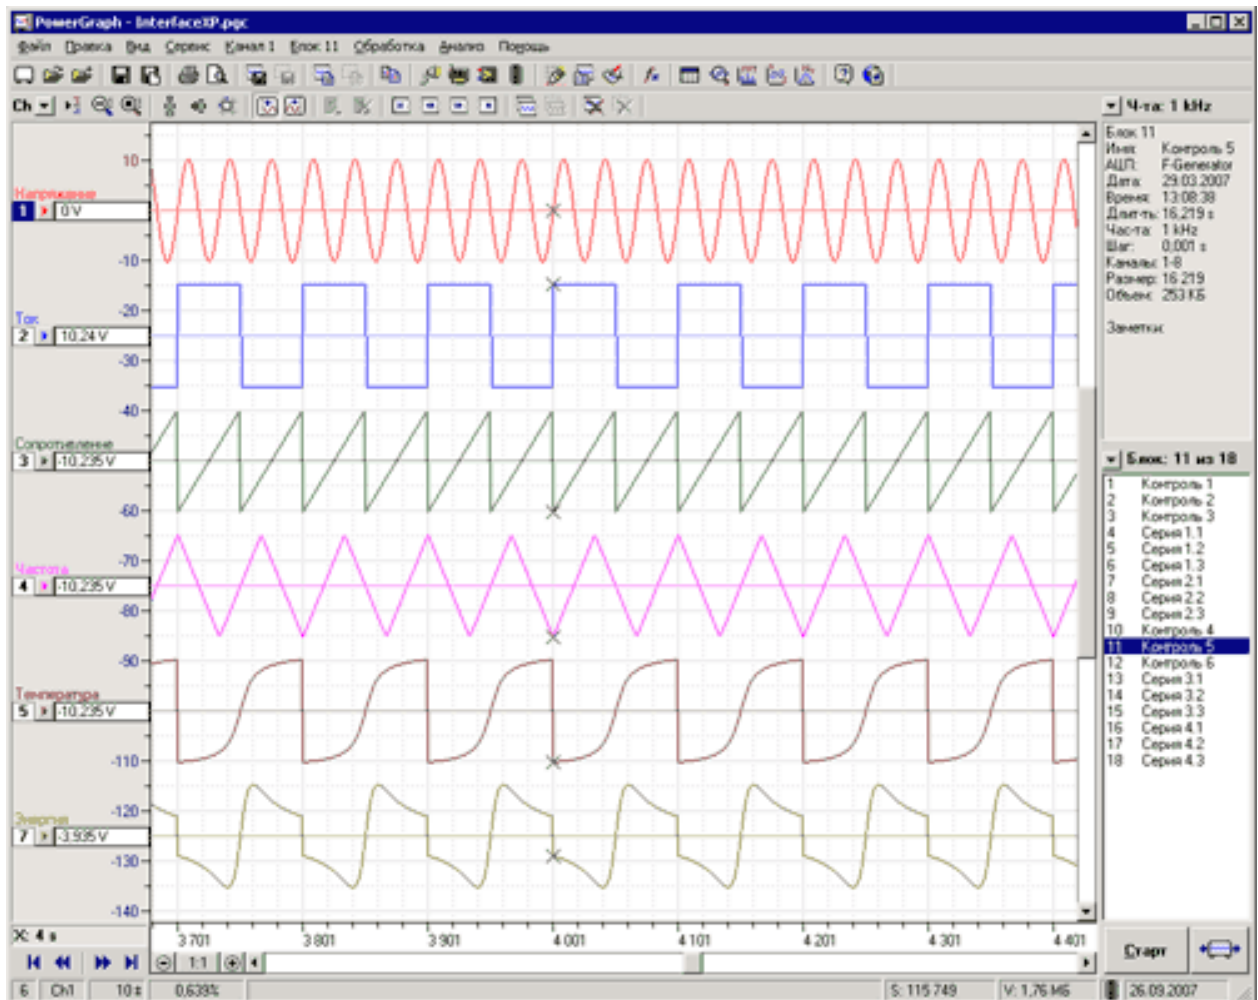 PowerGraph - InterfaceXP.pgc
Файл Правка Вид Сервис Канал 1 Блок 11 Обработка Анализ Помощь
Ch
Ч-та: 1 kHz
Блок 11
Имя: Контроль 5
АЦП: F-Generator
Дата: 29.03.2007
Время: 13:08:38
Длит-ть: 16,219 s
Час-та: 1 kHz
Шаг: 0,001 s
Каналы: 1-8
Размер: 16 219
Объем: 253 КБ
Заметки:
10
Напряжение
1 0 V
-10
-20
Ток
2 10,24 V
-30
-40
Сопротивление
3 -10,235 V
-60
-70
Частота
4 -10,235 V
-80
-90
Температура
5 -10,235 V
-110
-120
Энергия
7 -3,935 V
-130
-140
Блок: 11 из 18
1 Контроль 1
2 Контроль 2
3 Контроль 3
4 Серия 1.1
5 Серия 1.2
6 Серия 1.3
7 Серия 2.1
8 Серия 2.2
9 Серия 2.3
10 Контроль 4
11 Контроль 5
12 Контроль 6
13 Серия 3.1
14 Серия 3.2
15 Серия 3.3
16 Серия 4.1
17 Серия 4.2
18 Серия 4.3
X: 4 s
3 701 3 801 3 901 4 001 4 101 4 201 4 301 4 401
1:1
Старт
6 Ch1 10 s 0,639% S: 115 749 V: 1,76 МБ 26.09.2007